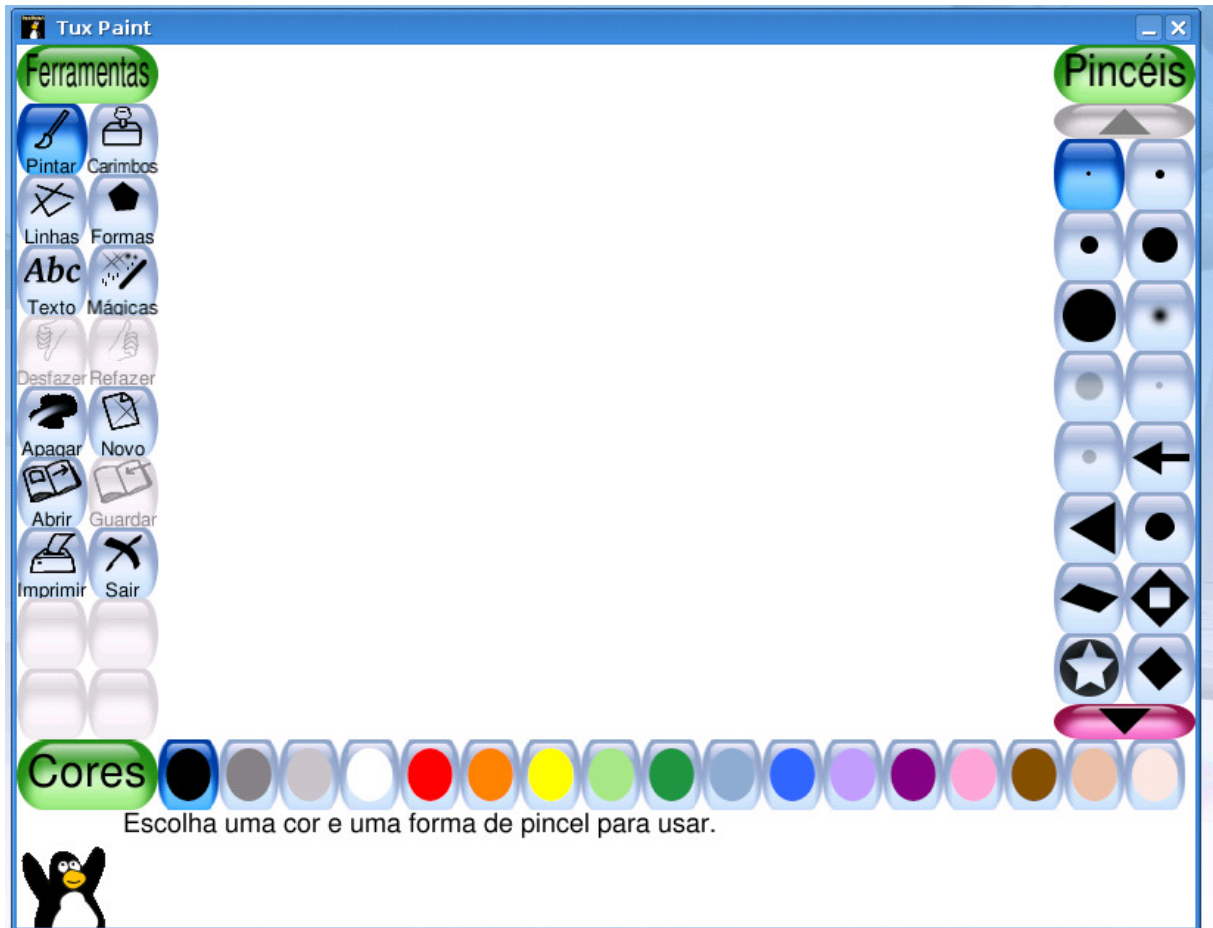 Tux Paint
Ferramentas
Pincéis
Pintar Carimbos
Linhas Formas
Abc
Texto Mágicas
Desfazer Refazer
Apagar Novo
Abrir Guardar
Imprimir Sair
Cores
Escolha uma cor e uma forma de pincel para usar.